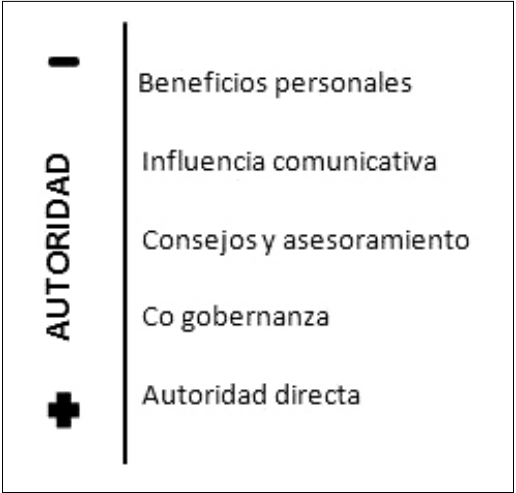 Beneficios personales
Influencia comunicativa
Consejos y asesoramiento
Co gobernanza
Autoridad directa
AUTORIDAD